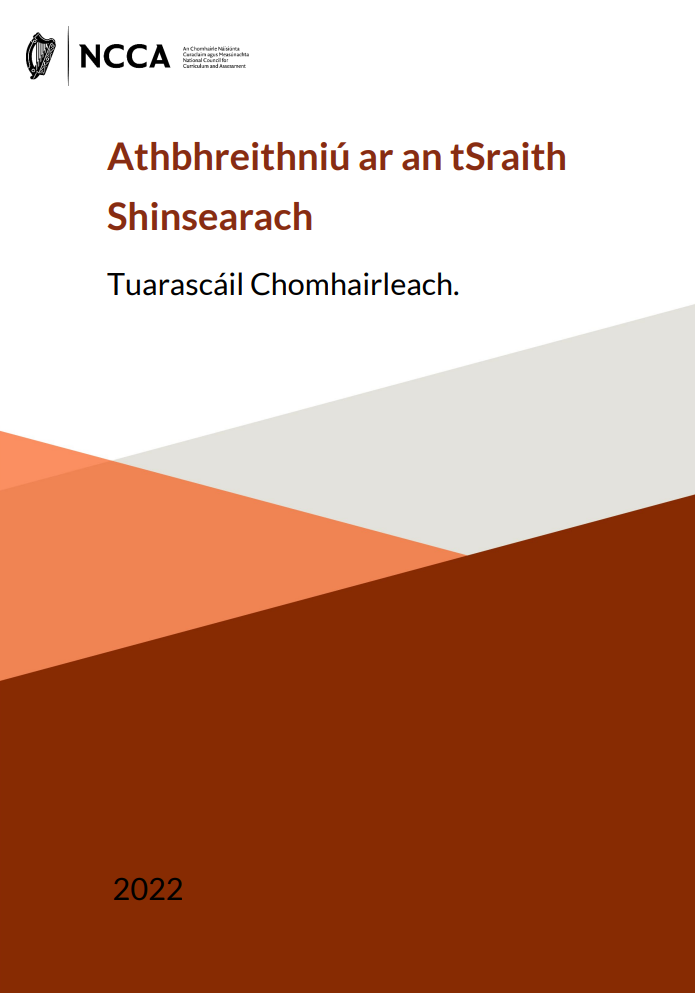 NCCA
An Chomhairle Náisiúnta
Curaclaim agus Measúnachta
National Council for
Curriculum and Assessment
Athbhreithniú ar an tSraith
Shinsearach
Tuarascáil Chomhairleach.
2022